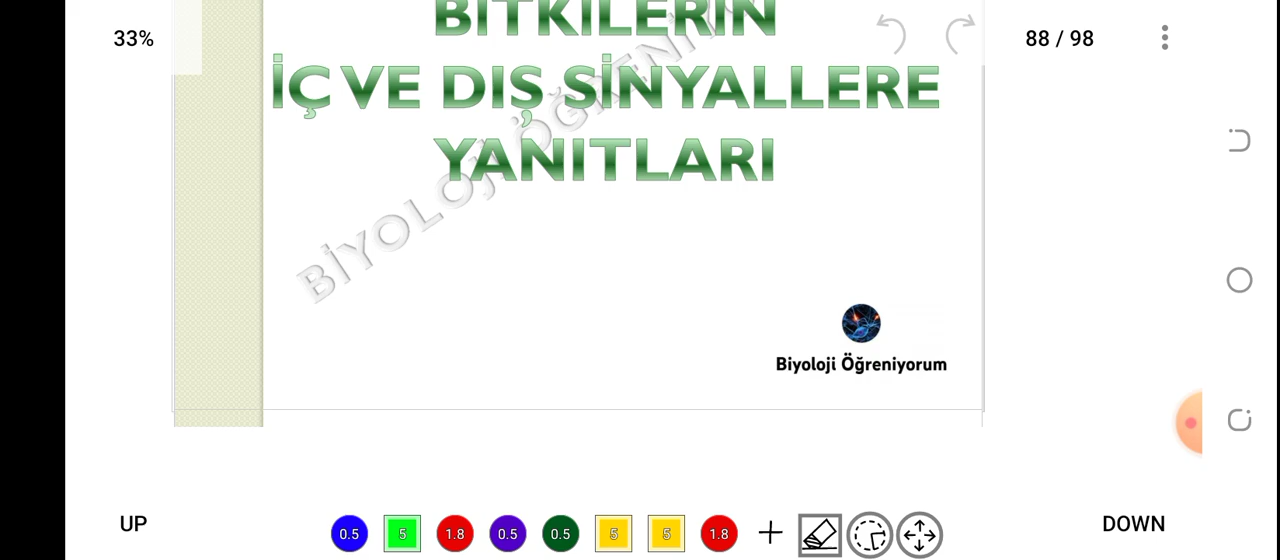 33%
88 / 98
BİTKİLERİN
İÇ VE DIŞ SİNYALLERE
YANITLARI
BİYOLOJİ ÖĞRENİY
Biyoloji Öğreniyorum
UP
0.5
5
1.8
0.5
0.5
5
5
1.8
DOWN